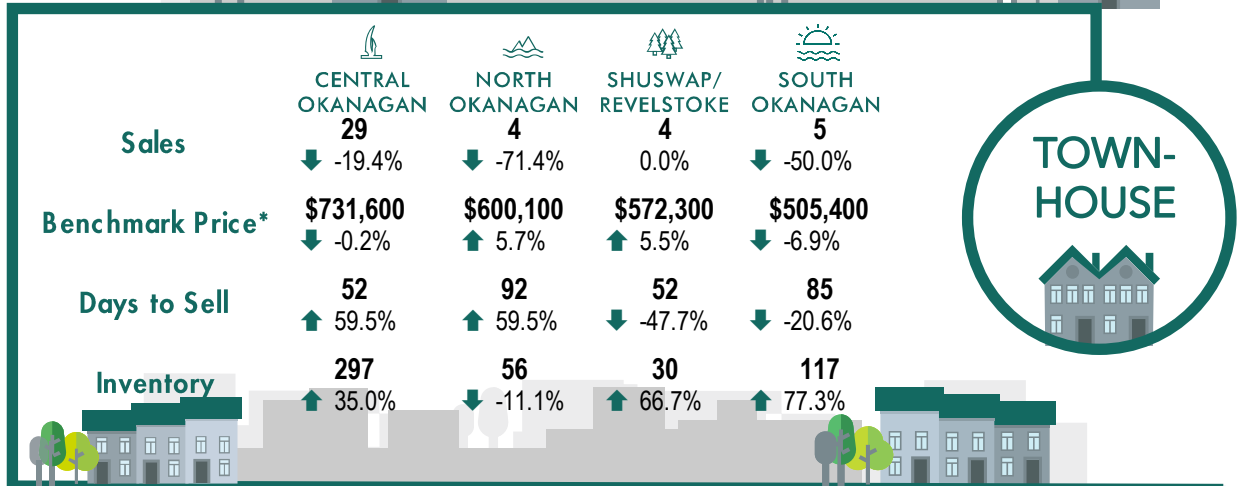 CENTRAL OKANAGAN NORTH OKANAGAN SHUSWAP/ REVELSTOKE SOUTH OKANAGAN
Sales 29 4 4 5
-19.4% -71.4% 0.0% -50.0%
Benchmark Price* $731,600 $600,100 $572,300 $505,400
-0.2% 5.7% 5.5% -6.9%
Days to Sell 52 92 52 85
59.5% 59.5% -47.7% -20.6%
Inventory 297 56 30 117
35.0% -11.1% 66.7% 77.3%
TOWN-
HOUSE